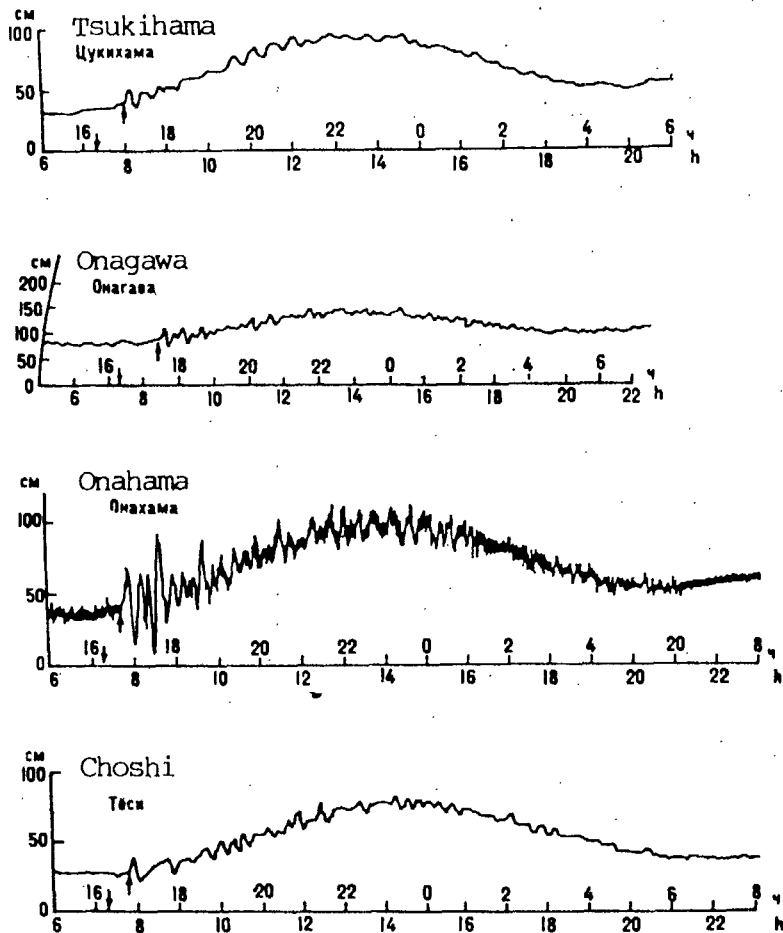 см Tsukihama
100 Цукихама
50
16 18 20 22 0 2 4 6 ч
0
6 8 10 12 14 16 18 20 h
см Onagawa
200 Онагава
150
100
50 16 18 20 22 0 2 4 6 ч
0
6 8 10 12 14 16 18 20 22 h
см Onahama
Онахама
100
50
16 18 20 22 0 2 4 20 8 ч
0
6 8 10 12 14 16 18 20 22 h
см
100 Choshi
Тёси
50
16 18 20 22 0 2 4 6 8 ч
0
6 8 10 12 14 16 18 20 22 h